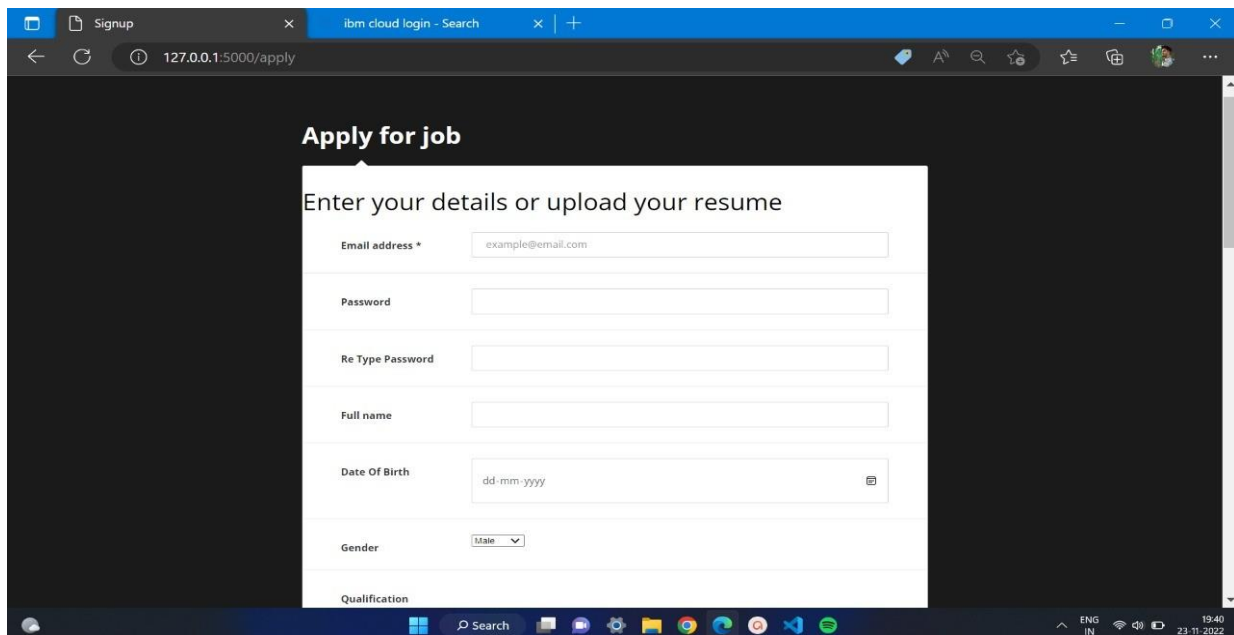 Signup
ibm cloud login - Search
127.0.0.1:5000/apply
Apply for job
Enter your details or upload your resume
Email address *
example@email.com
Password
Re Type Password
Full name
Date Of Birth
dd-mm-yyyy
Gender
Male
Qualification
Search
ENG
IN
19:40
23-11-2022